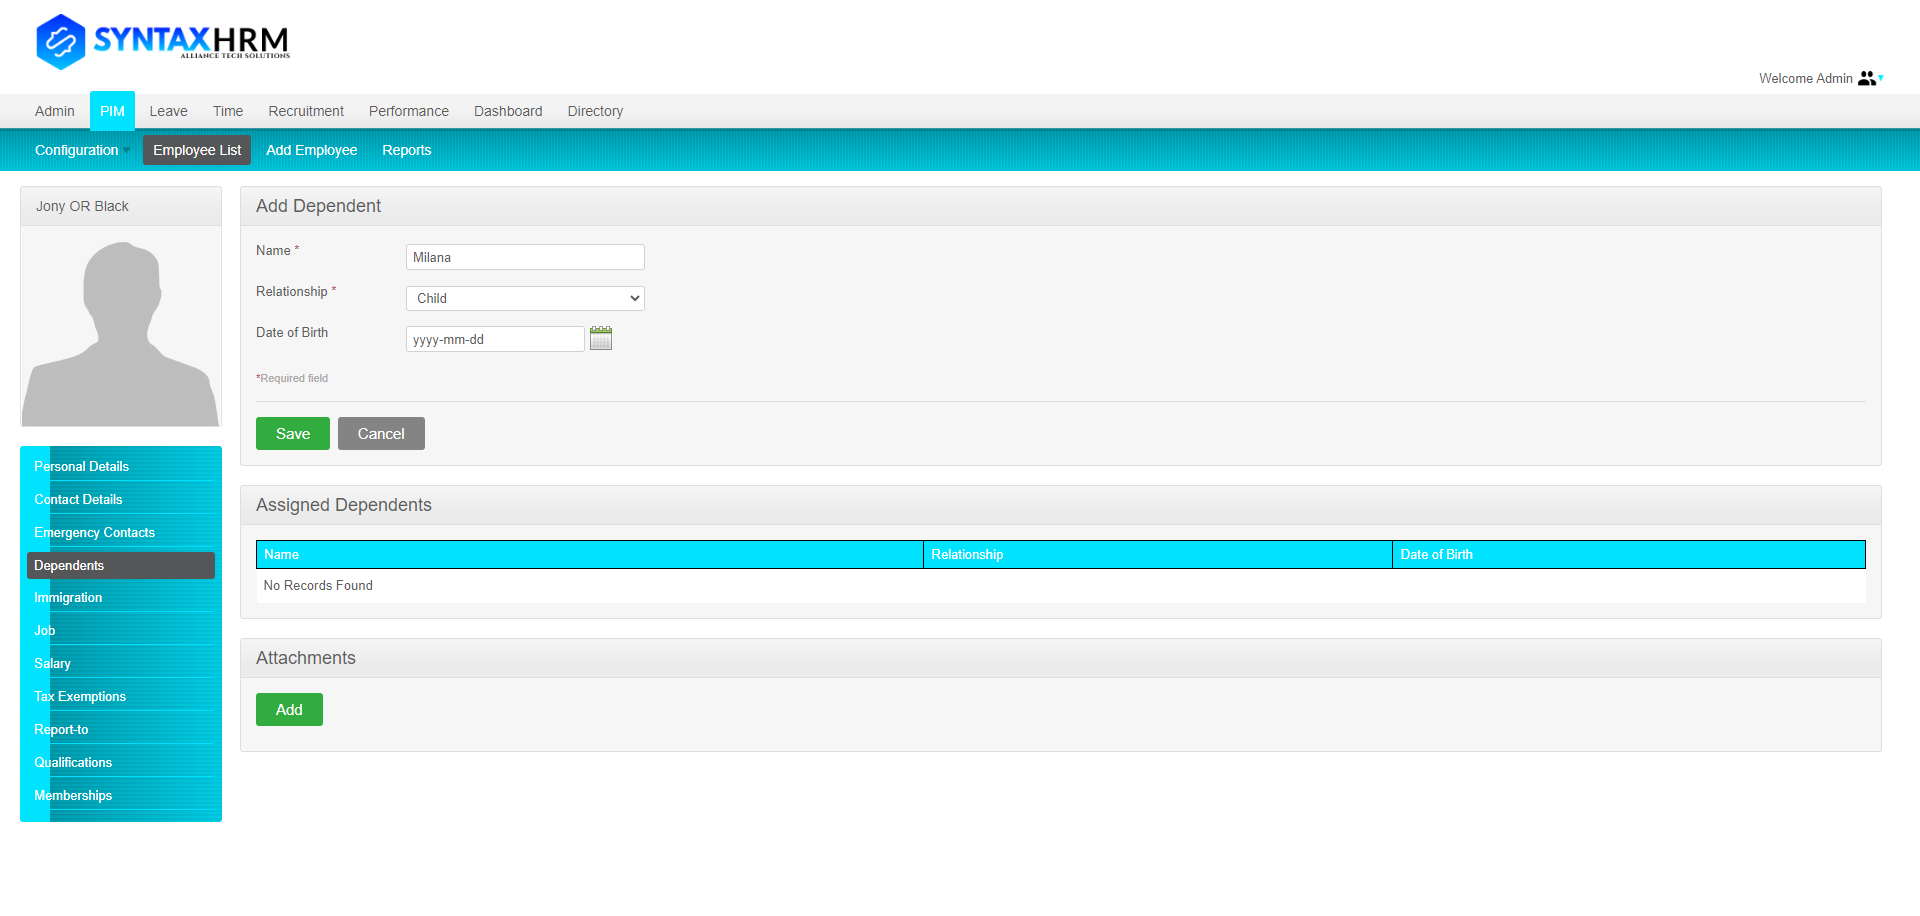 SYNTAXHRM
ALLIANCE TECH SOLUTIONS
Welcome Admin
Admin PIM Leave Time Recruitment Performance Dashboard Directory
Configuration Employee List Add Employee Reports
Jony OR Black
Personal Details
Contact Details
Emergency Contacts
Dependents
Immigration
Job
Salary
Tax Exemptions
Report-to
Qualifications
Memberships
Add Dependent
Name * Milana
Relationship * Child
Date of Birth yyyy-mm-dd
*Required field
Save Cancel
Assigned Dependents
Name Relationship Date of Birth
No Records Found
Attachments
Add